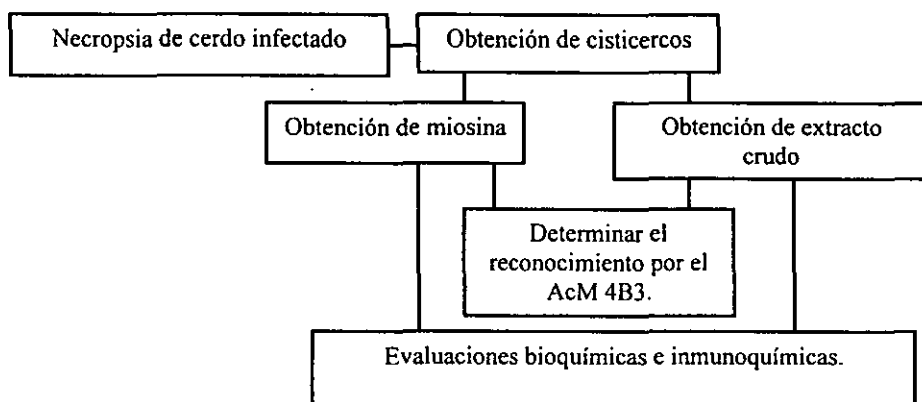 Necropsia de cerdo infectado
Obtención de cisticercos
Obtención de miosina
Obtención de extracto
crudo
Determinar el
reconocimiento por el
AcM 4B3.
Evaluaciones bioquímicas e inmunoquímicas.